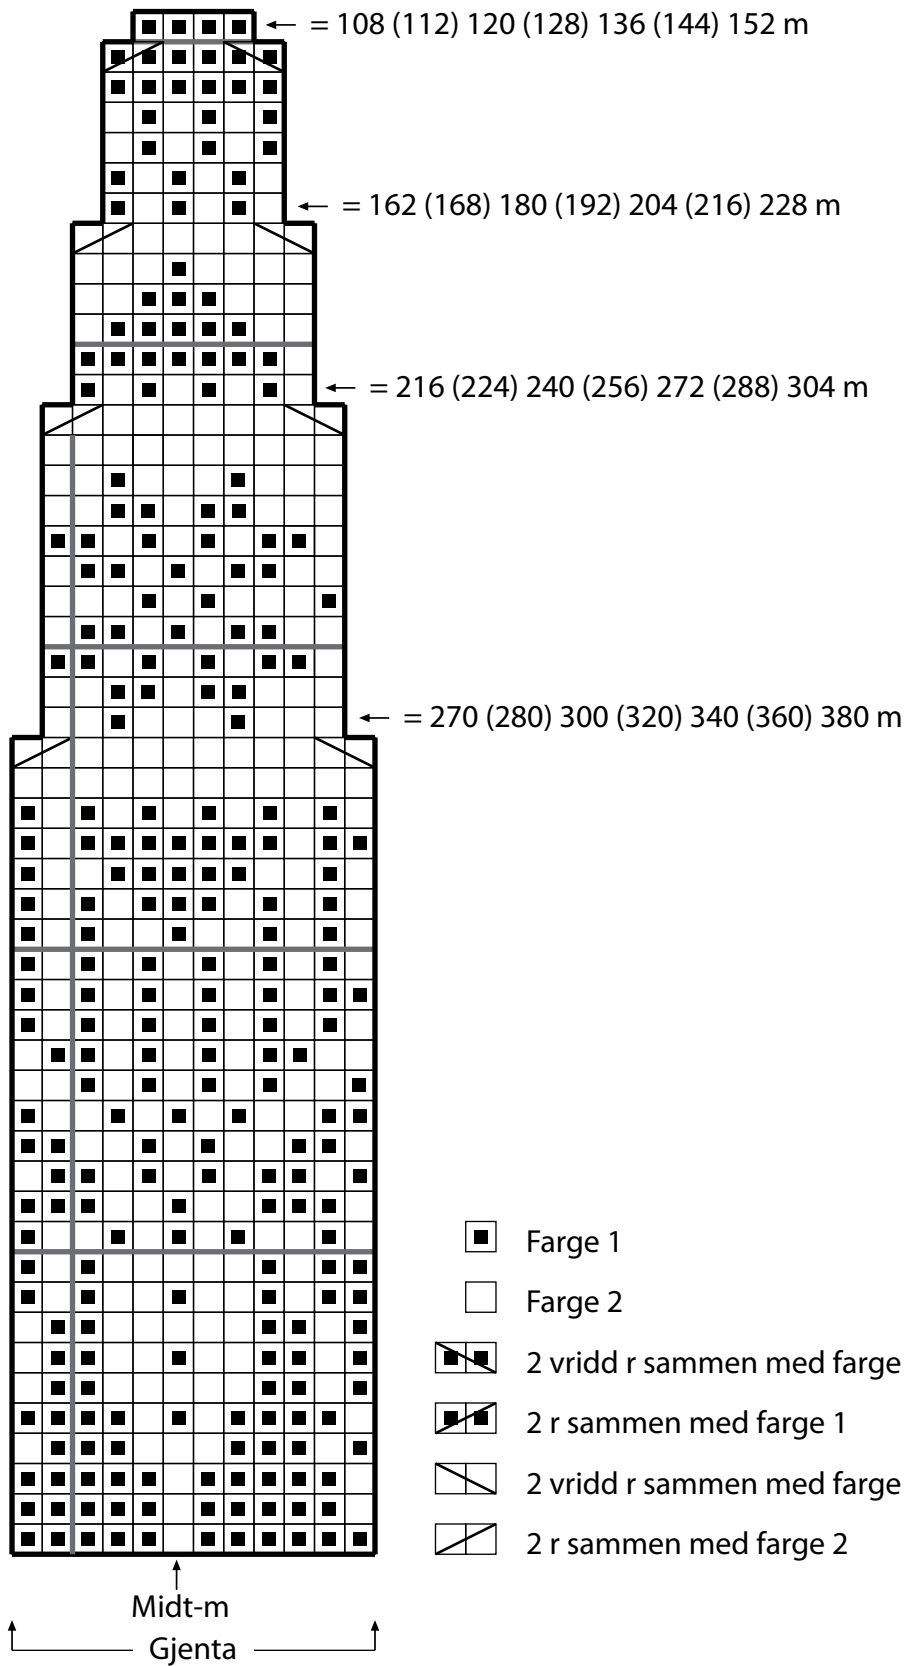 = 108 (112) 120 (128) 136 (144) 152 m
= 162 (168) 180 (192) 204 (216) 228 m
= 216 (224) 240 (256) 272 (288) 304 m
= 270 (280) 300 (320) 340 (360) 380 m
Farge 1
Farge 2
2 vridd r sammen med farge
2 r sammen med farge 1
2 vridd r sammen med farge
2 r sammen med farge 2
Midt-m
Gjenta